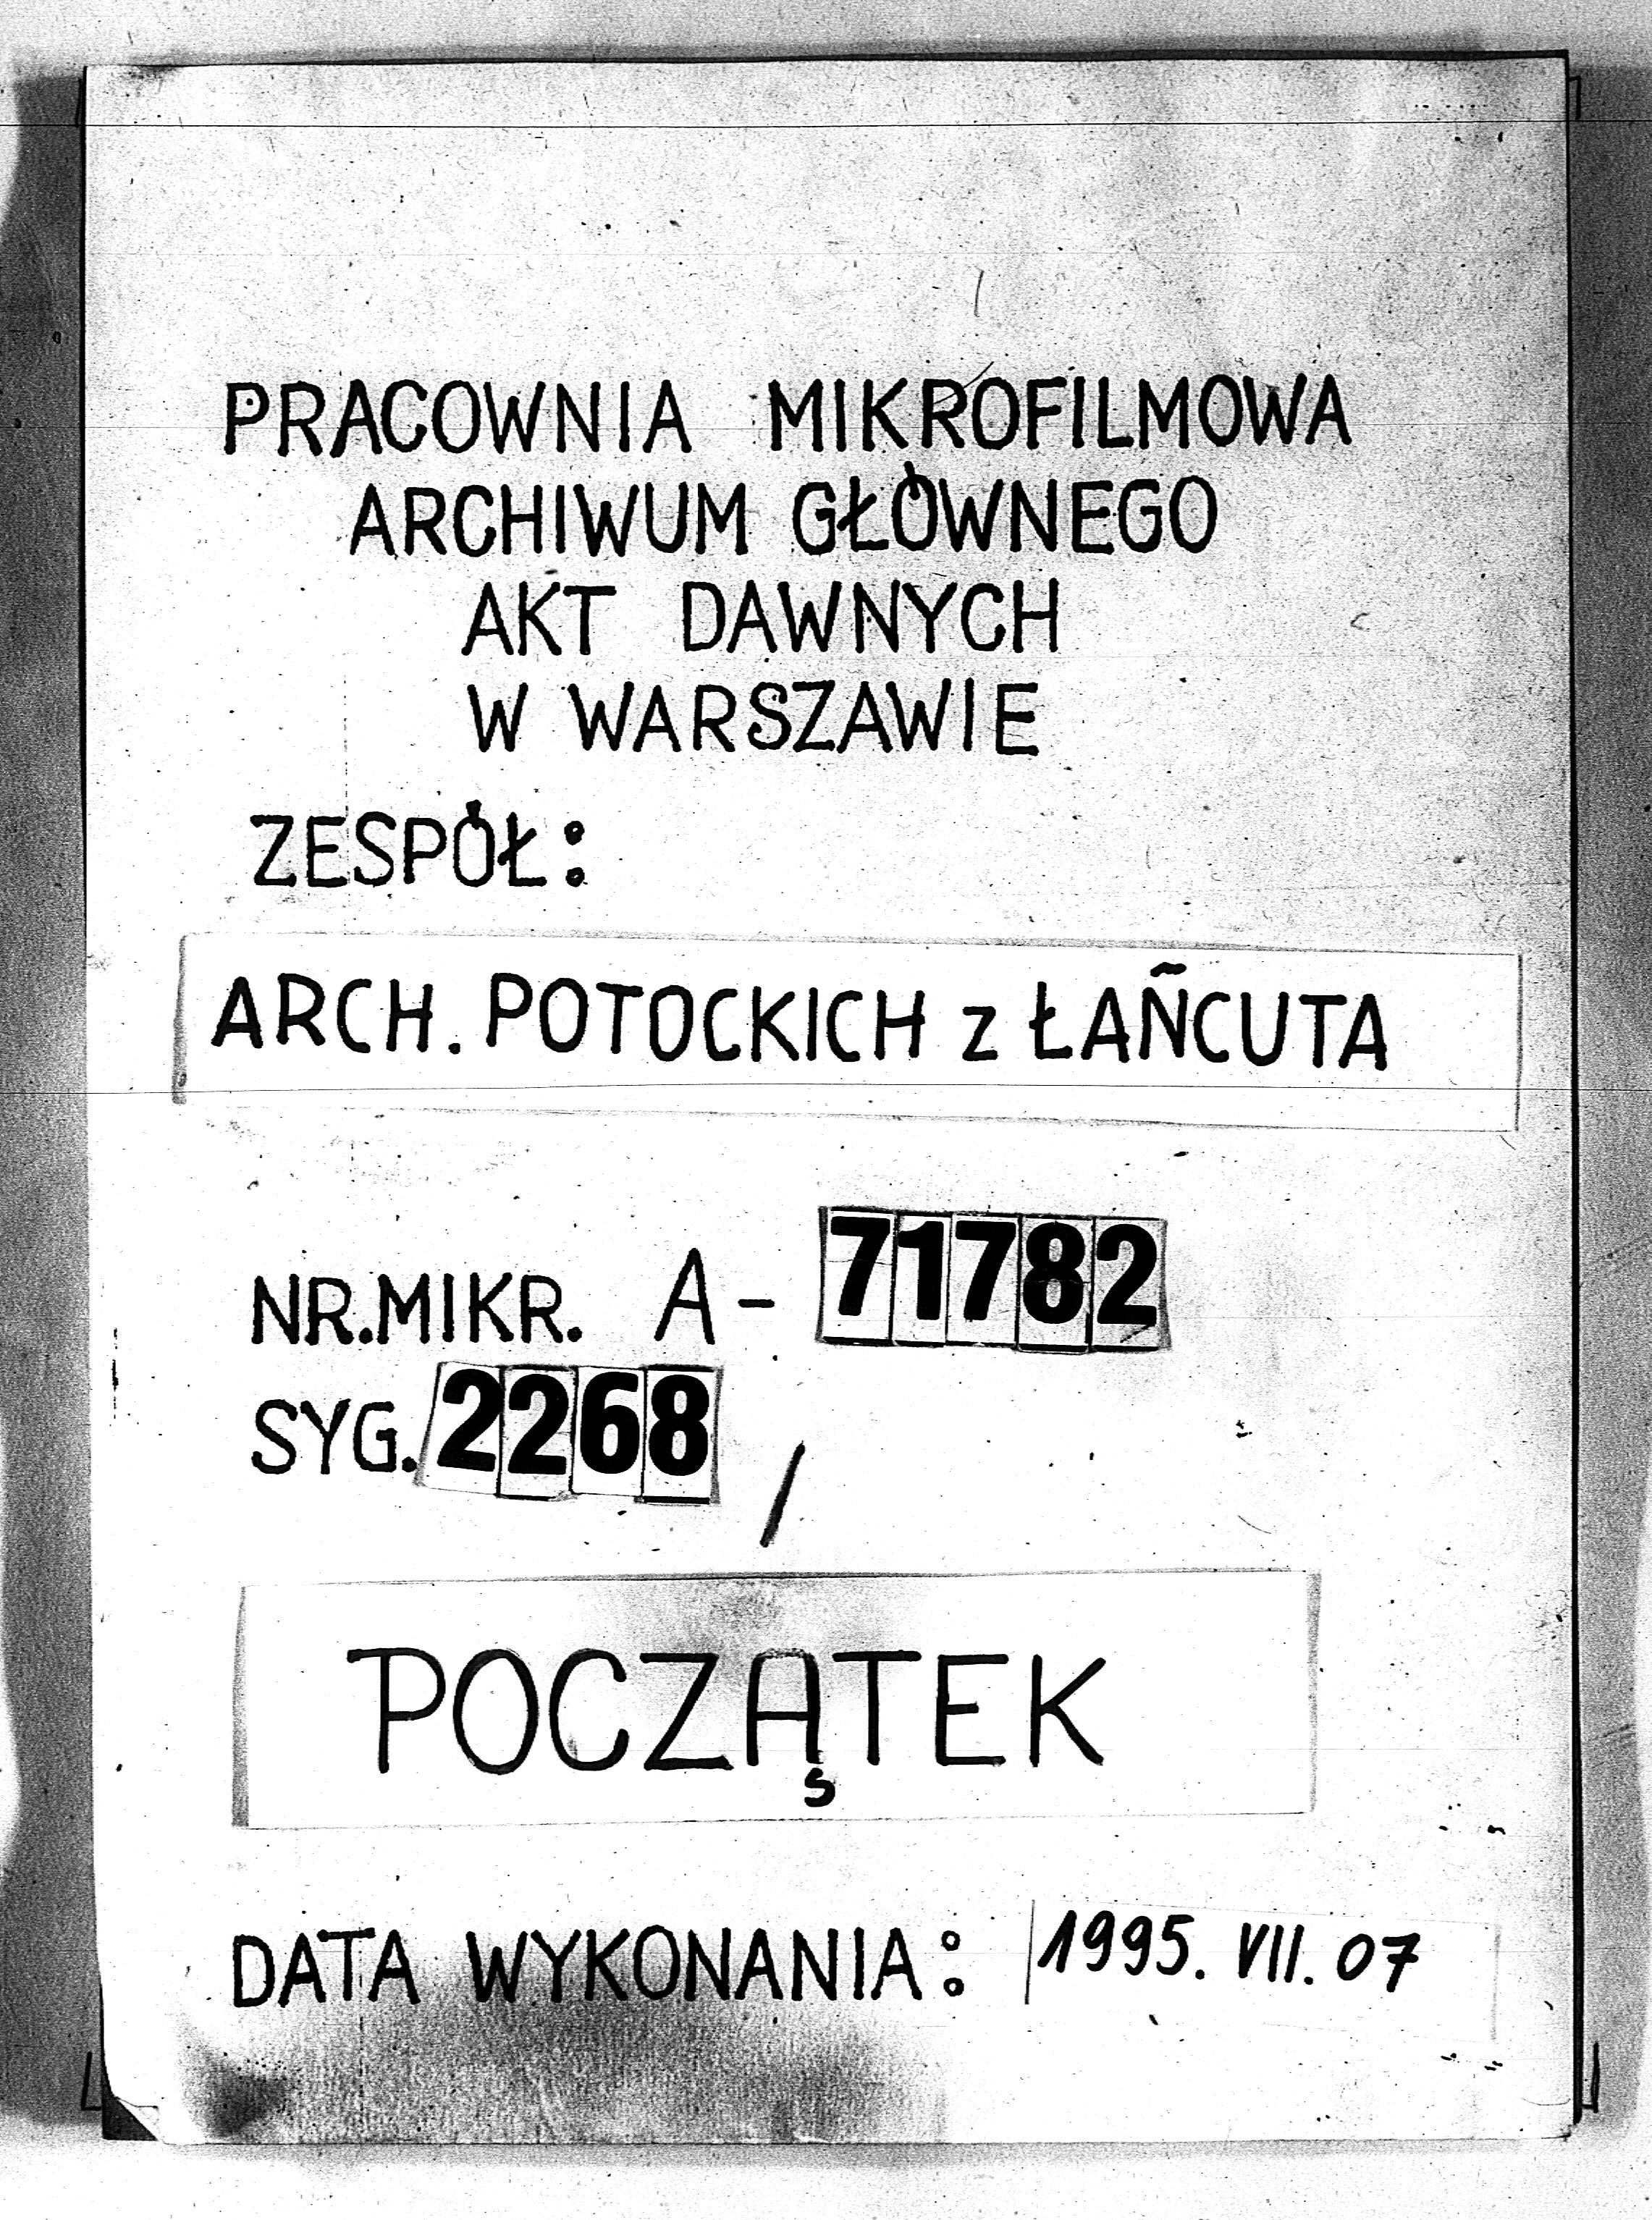 PRACOWNIA MIKROFILMOWA
ARCHIWUM GŁÓWNEGO
AKT DAWNYCH
W WARSZAWIE
ZESPÓŁ:
ARCH. POTOCKICH z ŁAŃCUTA
NR.MIKR. A-71782
SYG. 2268 /
POCZĄTEK
DATA WYKONANIA: 1995. VII. 07